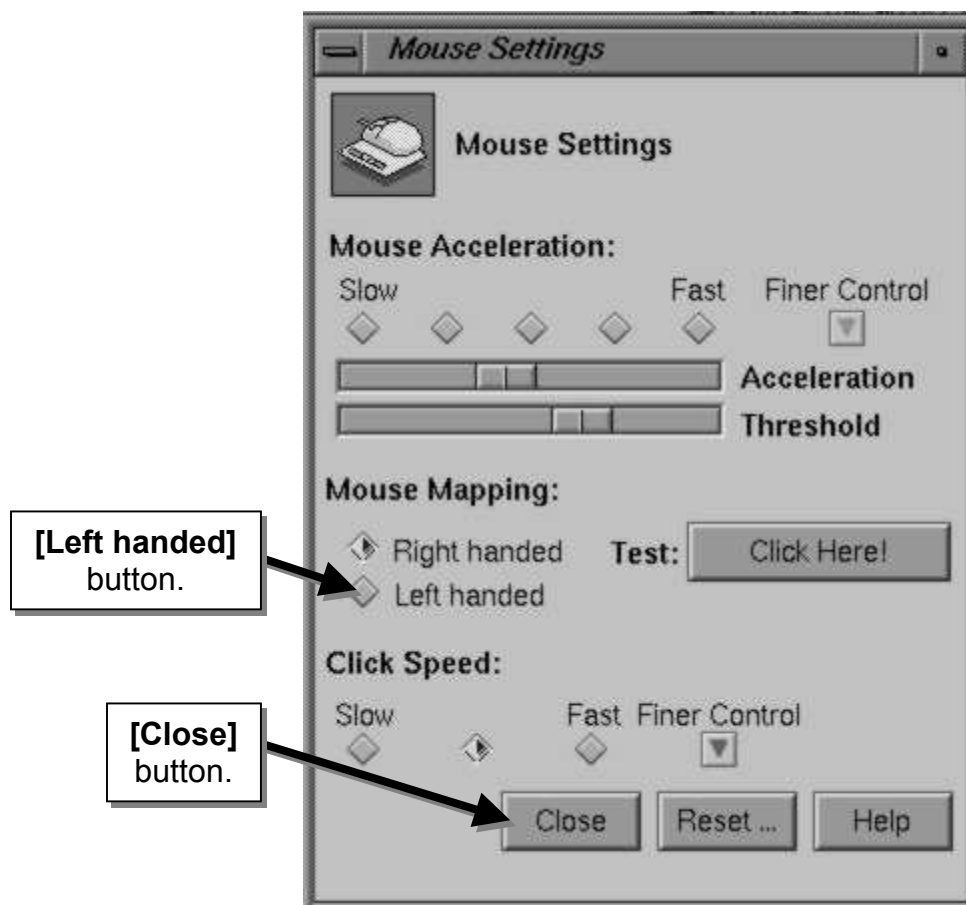 Mouse Settings
Mouse Settings
Mouse Acceleration:
Slow Fast Finer Control
Acceleration
Threshold
Mouse Mapping:
[Left handed]
button.
Right handed Test: Click Here!
Left handed
Click Speed:
Slow Fast Finer Control
[Close]
button.
Close Reset ... Help